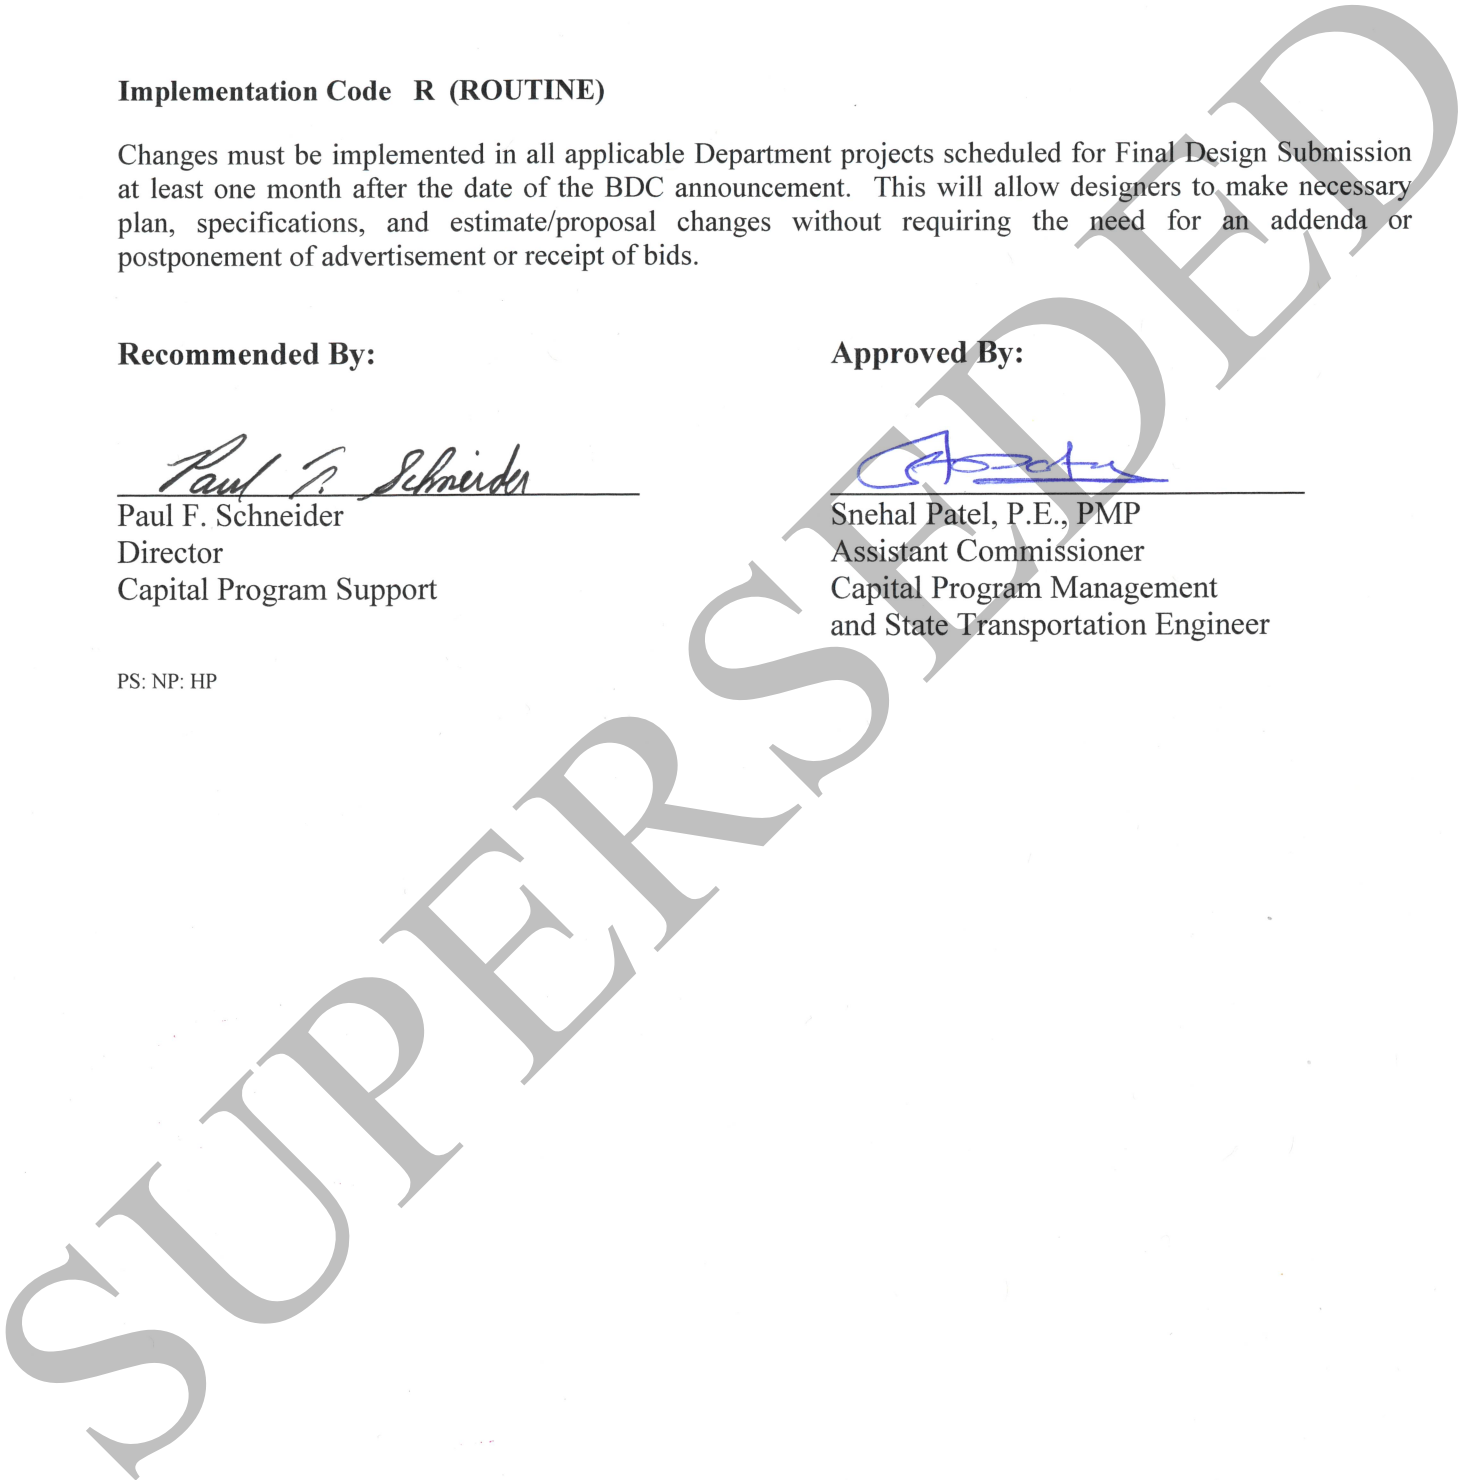 Implementation Code R (ROUTINE)
Changes must be implemented in all applicable Department projects scheduled for Final Design Submission
at least one month after the date of the BDC announcement. This will allow designers to make necessary
plan, specifications, and estimate/proposal changes without requiring the need for an addenda or
postponement of advertisement or receipt of bids.
Recommended By:
Approved By:
Paul F. Schneider
Paul F. Schneider
Director
Capital Program Support
Snehal Patel, P.E., PMP
Assistant Commissioner
Capital Program Management
and State Transportation Engineer
PS: NP: HP
SUPERSEDED